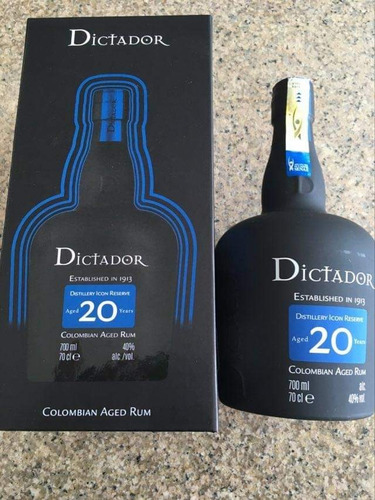 DICTADOR
DICTADOR
ESTABLISHED IN 1913
DISTILLERY ICON RESERVE
Aged 20 Years
COLOMBIAN AGED RUM
700 ml 40%
70 cl e alc /vol.
COLOMBIAN AGED RUM
DICTADOR
ESTABLISHED IN 1913
DISTILLERY ICON RESERVE
Aged 20 Years
COLOMBIAN AGED RUM
700 ml alc.
70 cl e 40% vol.